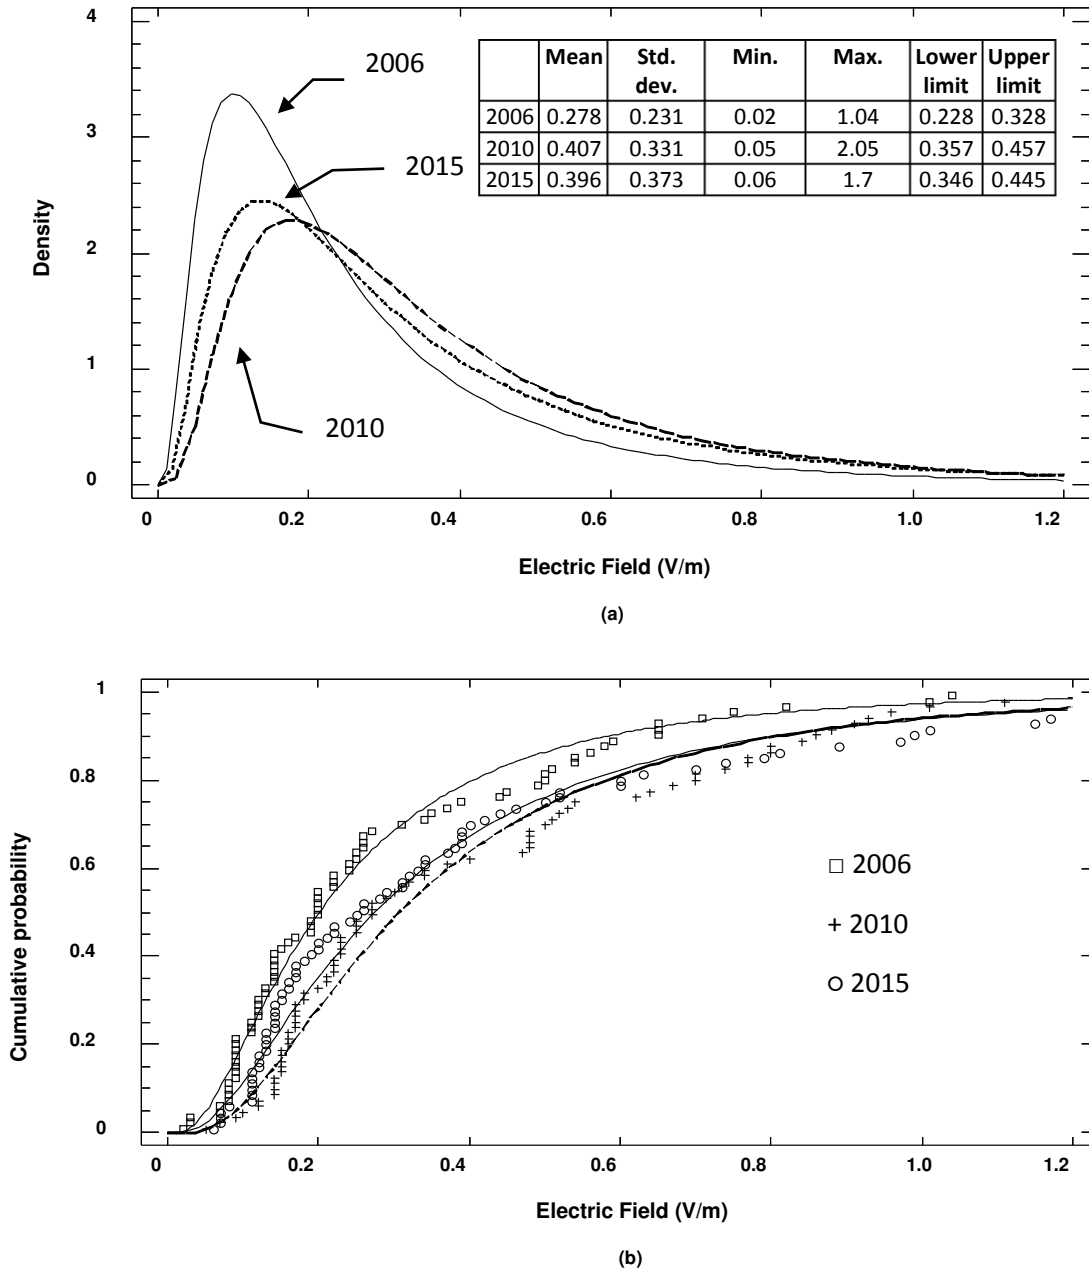 4
3
2
1
0
Density
2006
2015
2010
Mean Std. dev. Min. Max. Lower limit Upper limit
2006 0.278 0.231 0.02 1.04 0.228 0.328
2010 0.407 0.331 0.05 2.05 0.357 0.457
2015 0.396 0.373 0.06 1.7 0.346 0.445
0 0.2 0.4 0.6 0.8 1.0 1.2
Electric Field (V/m)
(a)
1
0.8
0.6
0.4
0.2
0
Cumulative probability
2006
2010
2015
0 0.2 0.4 0.6 0.8 1.0 1.2
Electric Field (V/m)
(b)